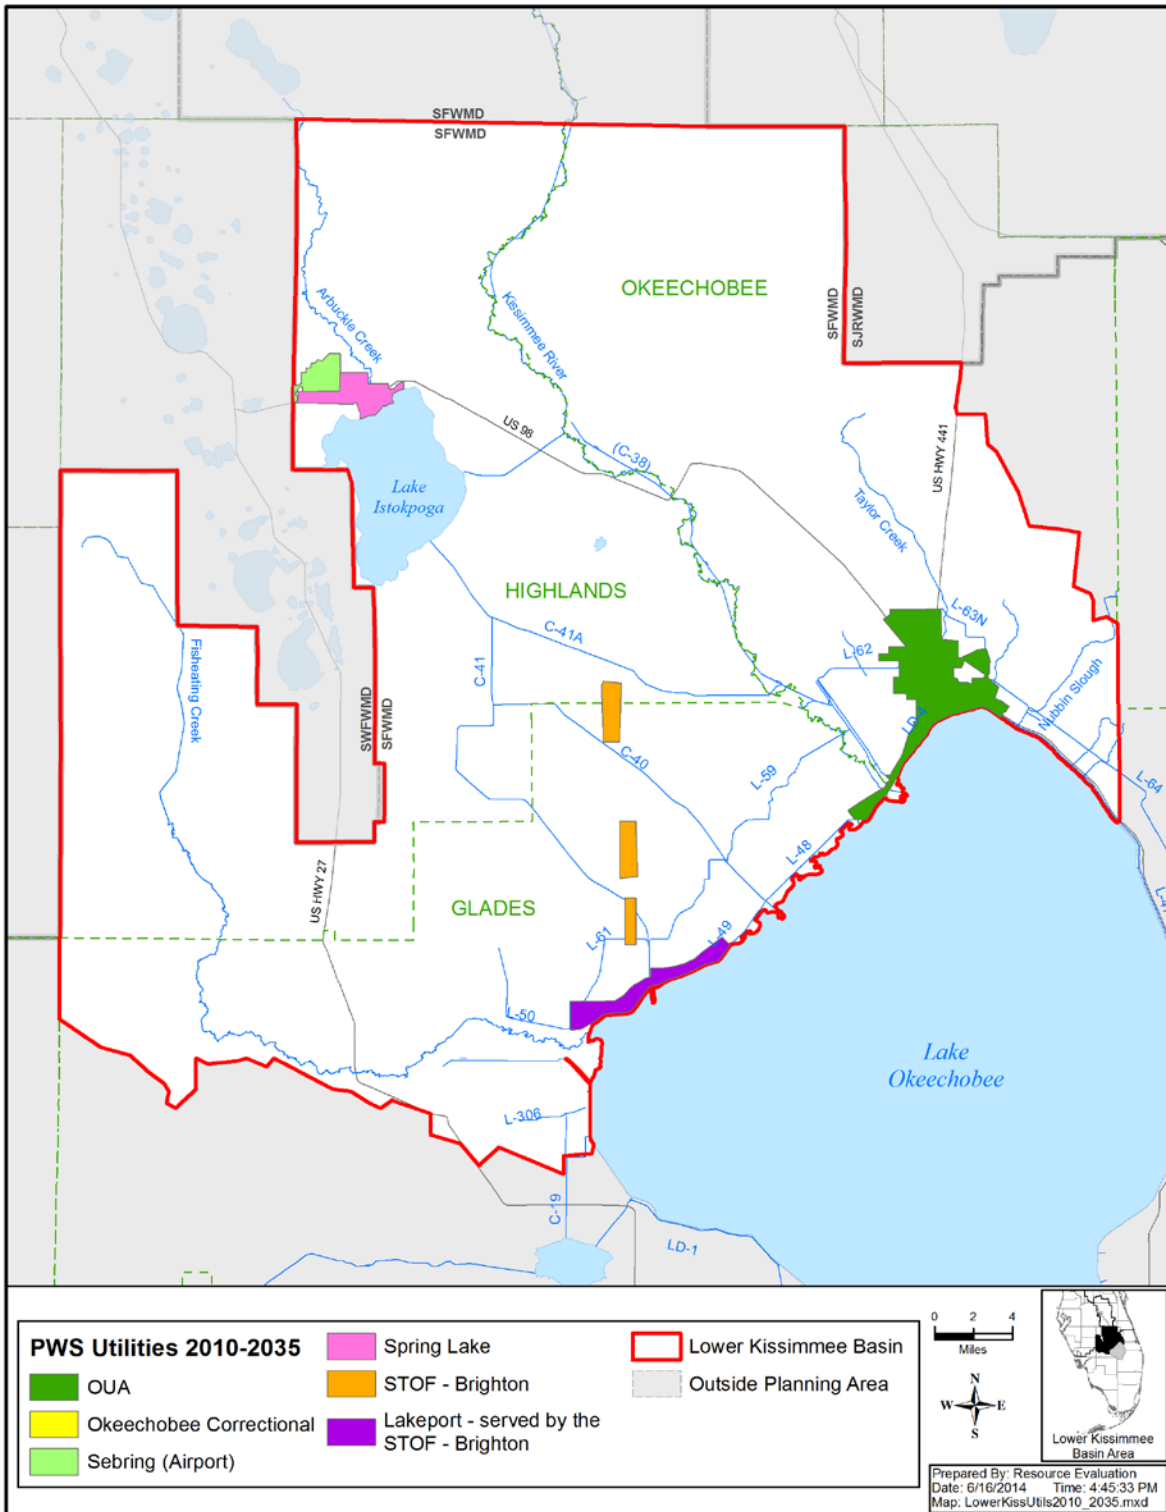 SFWMD
SFWMD
OKEECHOBEE
SFWMD
SJRWMD
Arbuckle Creek
Kissimmee River
US 98
(C-38)
US HWY 441
Lake
Istokpoga
Taylor Creek
HIGHLANDS
L-63N
C-41A
L-62
C-41
Fisheating Creek
Nubbin Slough
SWFWMD
SFWMD
LD-4
C-40
L-59
L-64
L-48
US HWY 27
GLADES
L-49
L-61
L-50
Lake
Okeechobee
L-306
C-19
LD-1
PWS Utilities 2010-2035
OUA
Okeechobee Correctional
Sebring (Airport)
Spring Lake
STOF - Brighton
Lakeport - served by the
STOF - Brighton
Lower Kissimmee Basin
Outside Planning Area
0 2 4
Miles
N
W E
S
Lower Kissimmee
Basin Area
Prepared By: Resource Evaluation
Date: 6/16/2014 Time: 4:45:33 PM
Map: LowerKissUtils2010_2035.mxd